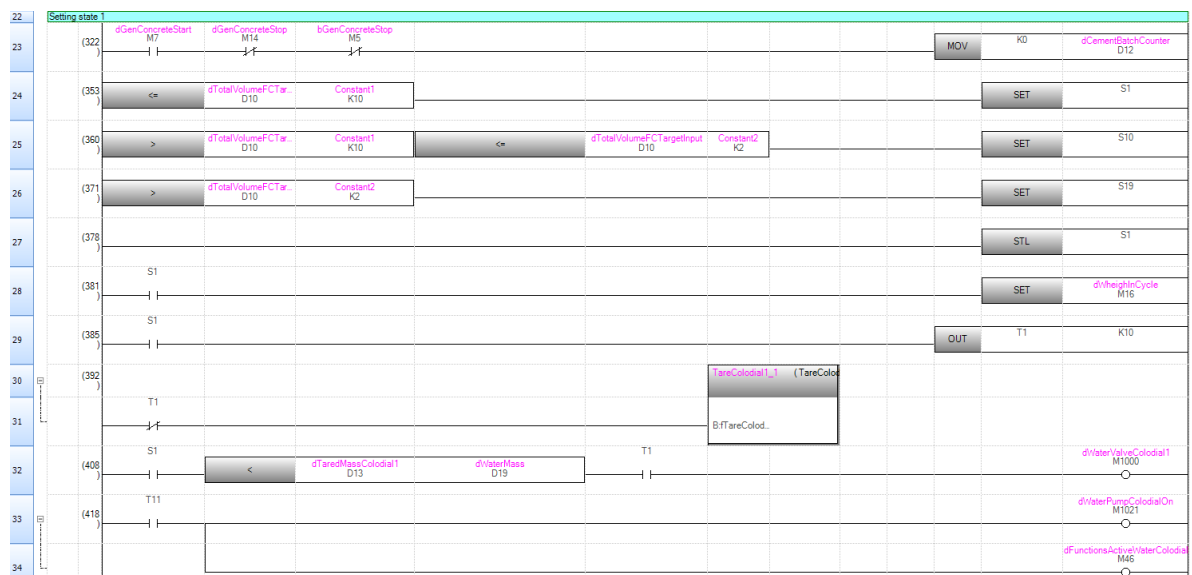 22 Setting state 1
dGenConcreteStart dGenConcreteStop bGenConcreteStop
23 (322) M7 M14 M5 MOV K0 dCementBatchCounter D12
24 (353) <= dTotalVolumeFCTar... D10 Constant1 K10 SET S1
25 (360) > dTotalVolumeFCTar... D10 Constant1 K10 <= dTotalVolumeFCTargetInput D10 Constant2 K2 SET S10
26 (371) > dTotalVolumeFCTar... D10 Constant2 K2 SET S19
27 (378) STL S1
28 (381) S1 SET dWheighInCycle M16
29 (385) S1 OUT T1 K10
30 (392) TareColodial1_1 (TareColod
31 T1 B:fTareColod...
32 (408) S1 < dTaredMassColodial1 D13 dWaterMass D19 T1 dWaterValveColodial1 M1000
33 (418) T11 dWaterPumpColodialOn M1021
34 dFunctionsActiveWaterColodial M46